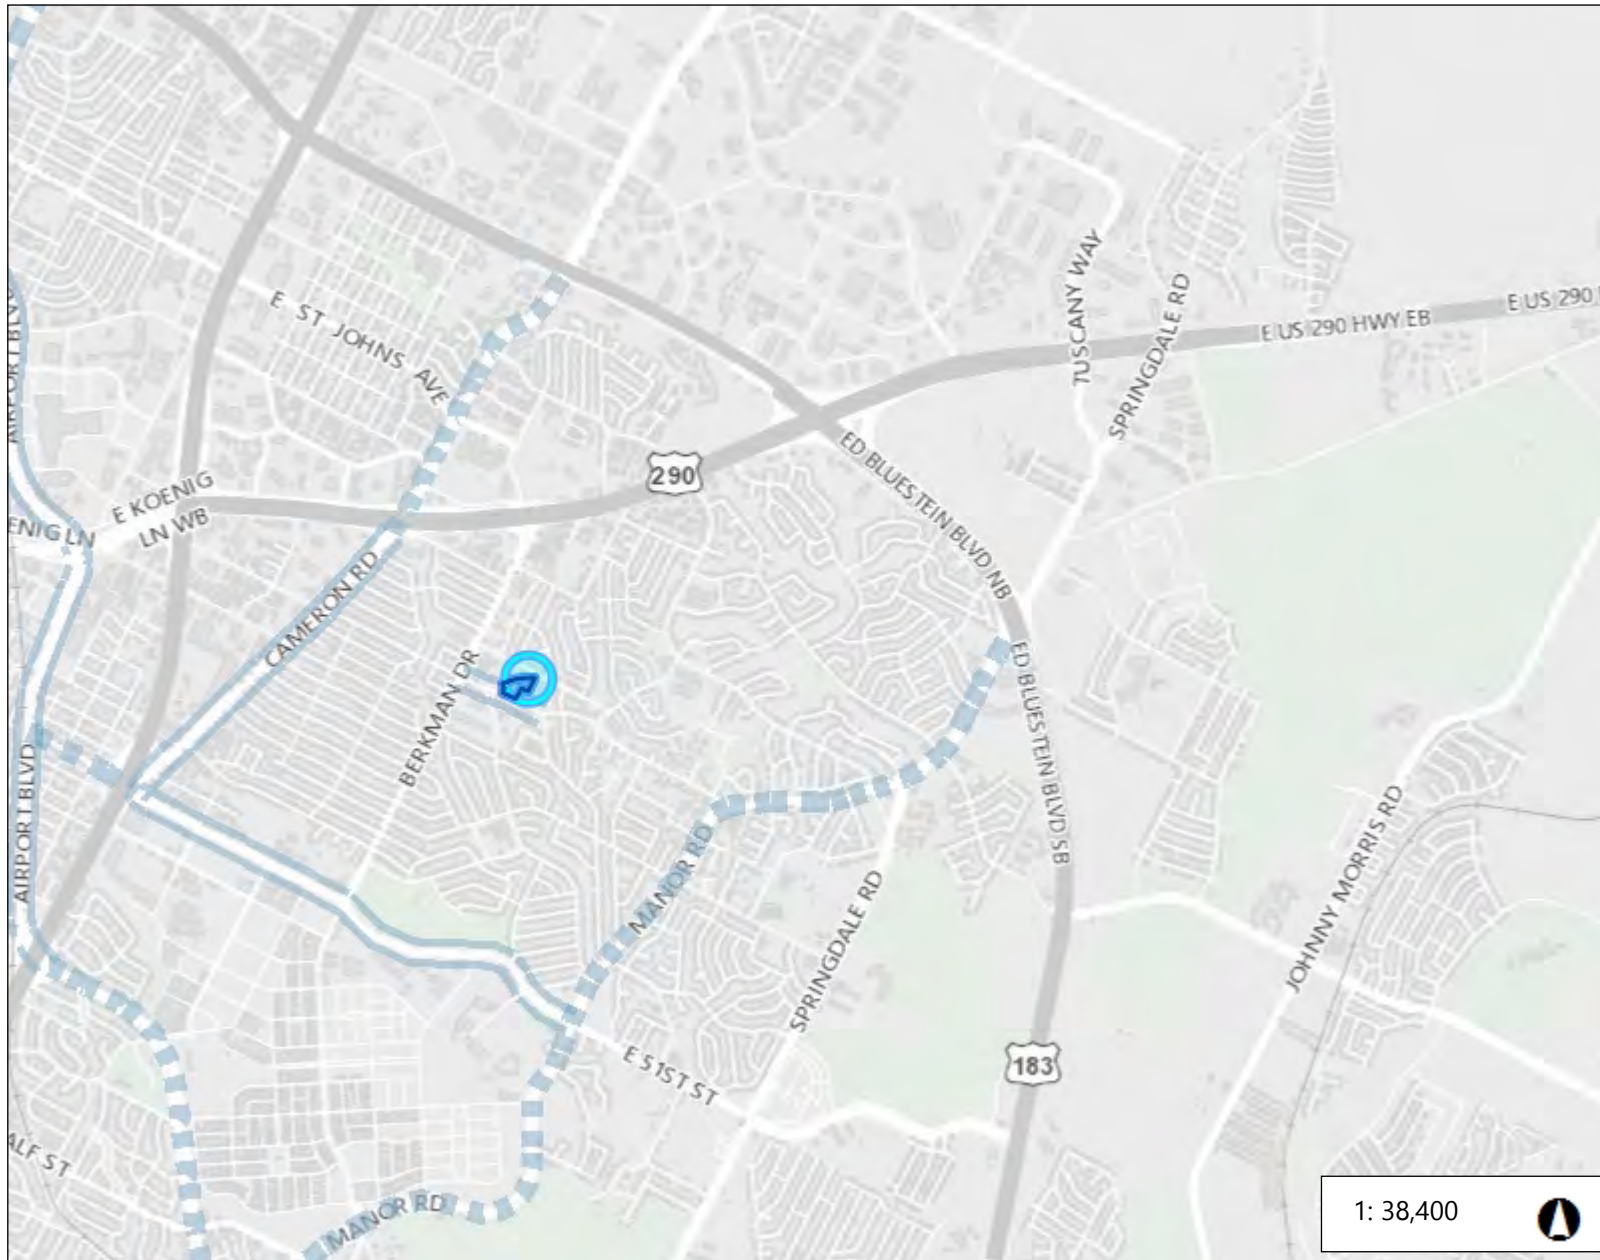 E US 290
E US 290 HWY EB
TUSCANY WAY
SPRINGDALE RD
E ST JOHNS AVE
290
ED BLUESTEIN BLVD NB
E KOENIG
LN WB
ENIG LN
CAMERON RD
BERKMAN DR
ED BLUESTEIN BLVD SB
AIRPORT BLVD
MANOR RD
SPRINGDALE RD
JOHNNY MORRIS RD
E 51ST ST
183
ALF ST
MANOR RD
1: 38,400